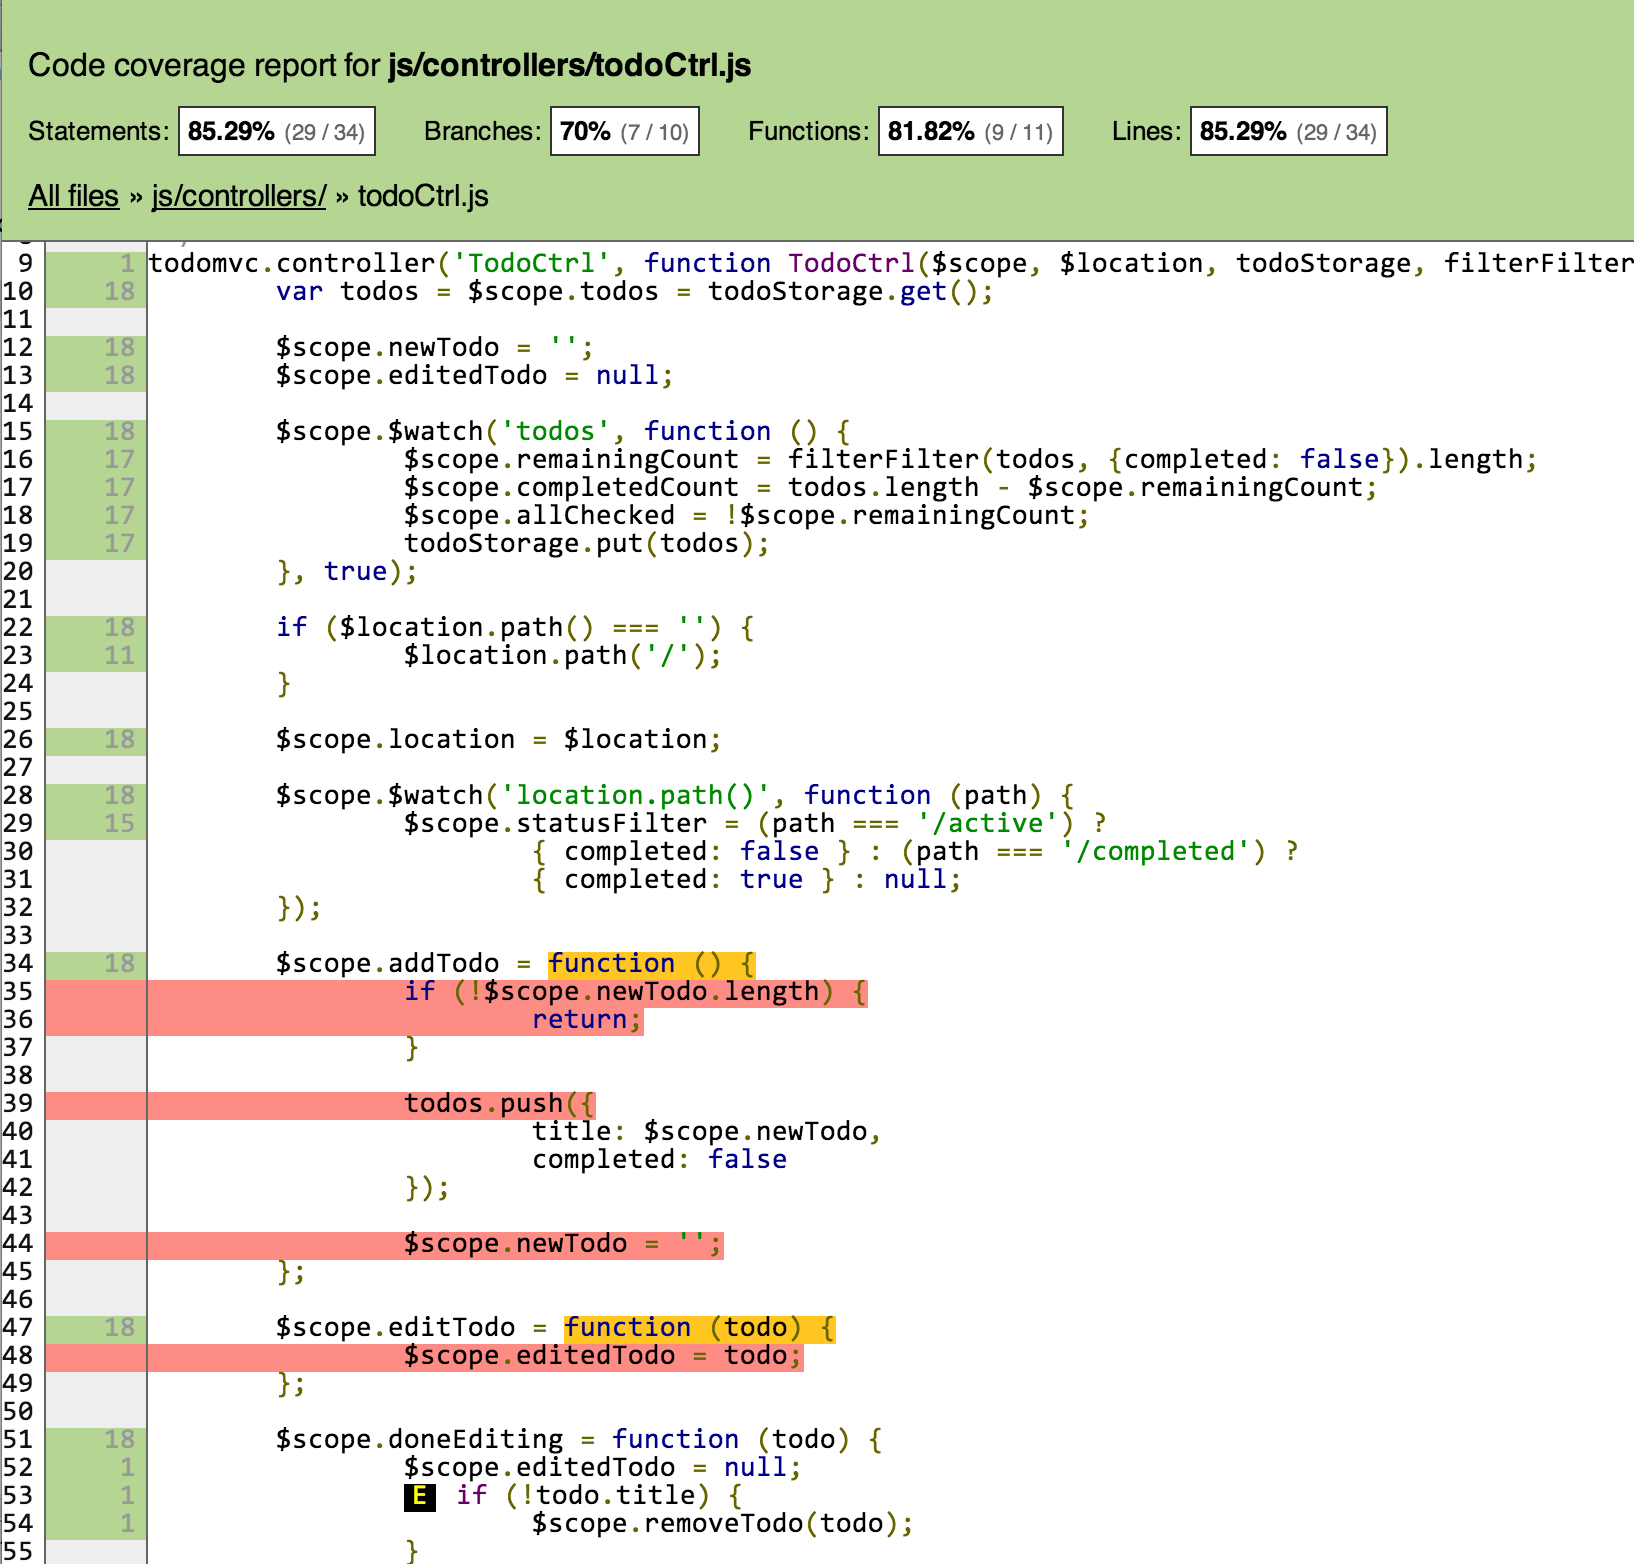 Code coverage report for js/controllers/todoCtrl.js
Statements: 85.29% (29 / 34) Branches: 70% (7 / 10) Functions: 81.82% (9 / 11) Lines: 85.29% (29 / 34)
All files » js/controllers/ » todoCtrl.js
9 1 todomvc.controller('TodoCtrl', function TodoCtrl($scope, $location, todoStorage, filterFilter
10 18 var todos = $scope.todos = todoStorage.get();
11
12 18 $scope.newTodo = '';
13 18 $scope.editedTodo = null;
14
15 18 $scope.$watch('todos', function () {
16 17 $scope.remainingCount = filterFilter(todos, {completed: false}).length;
17 17 $scope.completedCount = todos.length - $scope.remainingCount;
18 17 $scope.allChecked = !$scope.remainingCount;
19 17 todoStorage.put(todos);
20 }, true);
21
22 18 if ($location.path() === '') {
23 11 $location.path('/');
24 }
25
26 18 $scope.location = $location;
27
28 18 $scope.$watch('location.path()', function (path) {
29 15 $scope.statusFilter = (path === '/active') ?
30 { completed: false } : (path === '/completed') ?
31 { completed: true } : null;
32 });
33
34 18 $scope.addTodo = function () {
35 if (!$scope.newTodo.length) {
36 return;
37 }
38
39 todos.push({
40 title: $scope.newTodo,
41 completed: false
42 });
43
44 $scope.newTodo = '';
45 };
46
47 18 $scope.editTodo = function (todo) {
48 $scope.editedTodo = todo;
49 };
50
51 18 $scope.doneEditing = function (todo) {
52 1 $scope.editedTodo = null;
53 1 E if (!todo.title) {
54 1 $scope.removeTodo(todo);
55 }